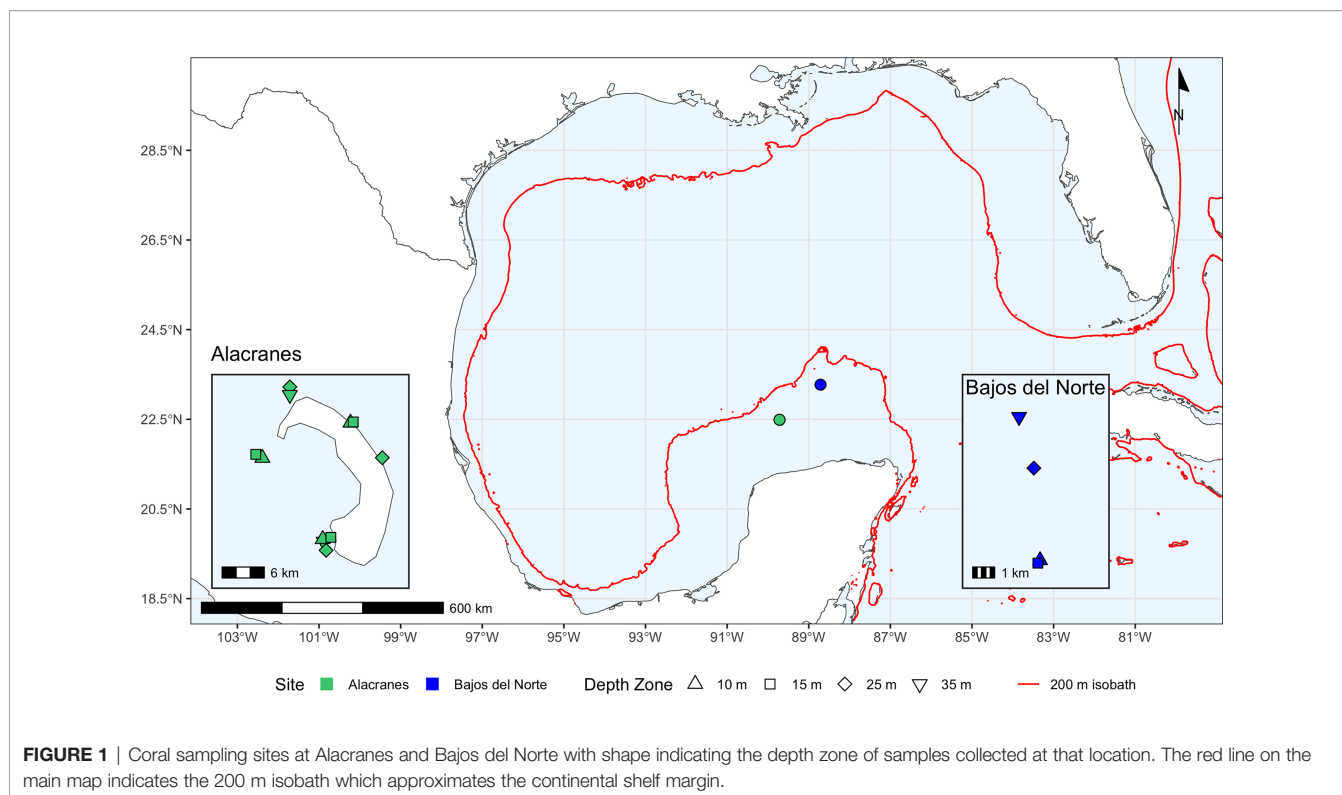 N
28.5°N
26.5°N
24.5°N
22.5°N
20.5°N
18.5°N
Alacranes
6 km
600 km
Bajos del Norte
1 km
103°W 101°W 99°W 97°W 95°W 93°W 91°W 89°W 87°W 85°W 83°W 81°W
Site Alacranes Bajos del Norte Depth Zone 10 m 15 m 25 m 35 m 200 m isobath
FIGURE 1 | Coral sampling sites at Alacranes and Bajos del Norte with shape indicating the depth zone of samples collected at that location. The red line on the
main map indicates the 200 m isobath which approximates the continental shelf margin.